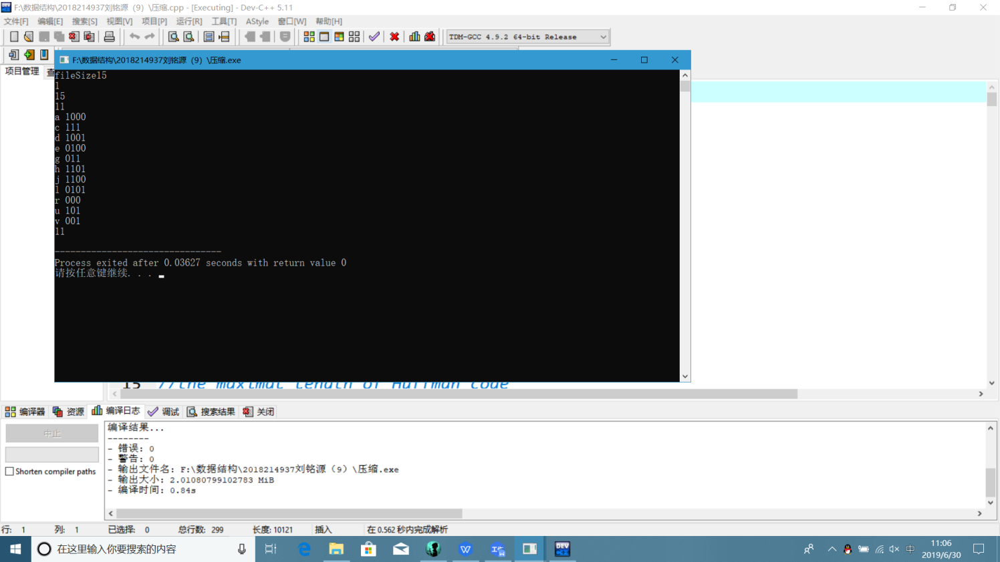 F:\数据结构\2018214937刘铭源（9）\压缩.cpp - [Executing] - Dev-C++ 5.11
文件[F] 编辑[E] 搜索[S] 视图[V] 项目[P] 运行[R] 工具[T] AStyle 窗口[W] 帮助[H]
TDM-GCC 4.9.2 64-bit Release
F:\数据结构\2018214937刘铭源（9）\压缩.exe
项目管理 查
fileSize15
1
15
11
a 1000
c 111
d 1001
e 0100
g 011
h 1101
j 1100
l 0101
r 000
u 101
v 001
11
--------------------------------
Process exited after 0.03627 seconds with return value 0
请按任意键继续. . .
15 //the maximal length of Huffman code
编译器 资源 编译日志 调试 搜索结果 关闭
中止
Shorten compiler paths
编译结果...
--------
- 错误: 0
- 警告: 0
- 输出文件名: F:\数据结构\2018214937刘铭源（9）\压缩.exe
- 输出大小: 2.01080799102783 MiB
- 编译时间: 0.84s
行: 1 列: 1 已选择: 0 总行数: 299 长度: 10121 插入 在 0.562 秒内完成解析
在这里输入你要搜索的内容
DEV
中
11:06
2019/6/30